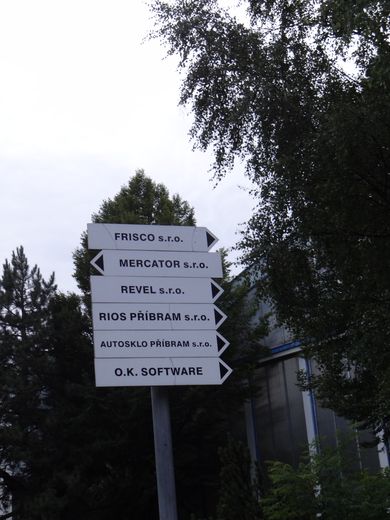 FRISCO s.r.o.
MERCATOR s.r.o.
REVEL s.r.o.
RIOS PŘÍBRAM s.r.o.
AUTOSKLO PŘÍBRAM s.r.o.
O.K. SOFTWARE